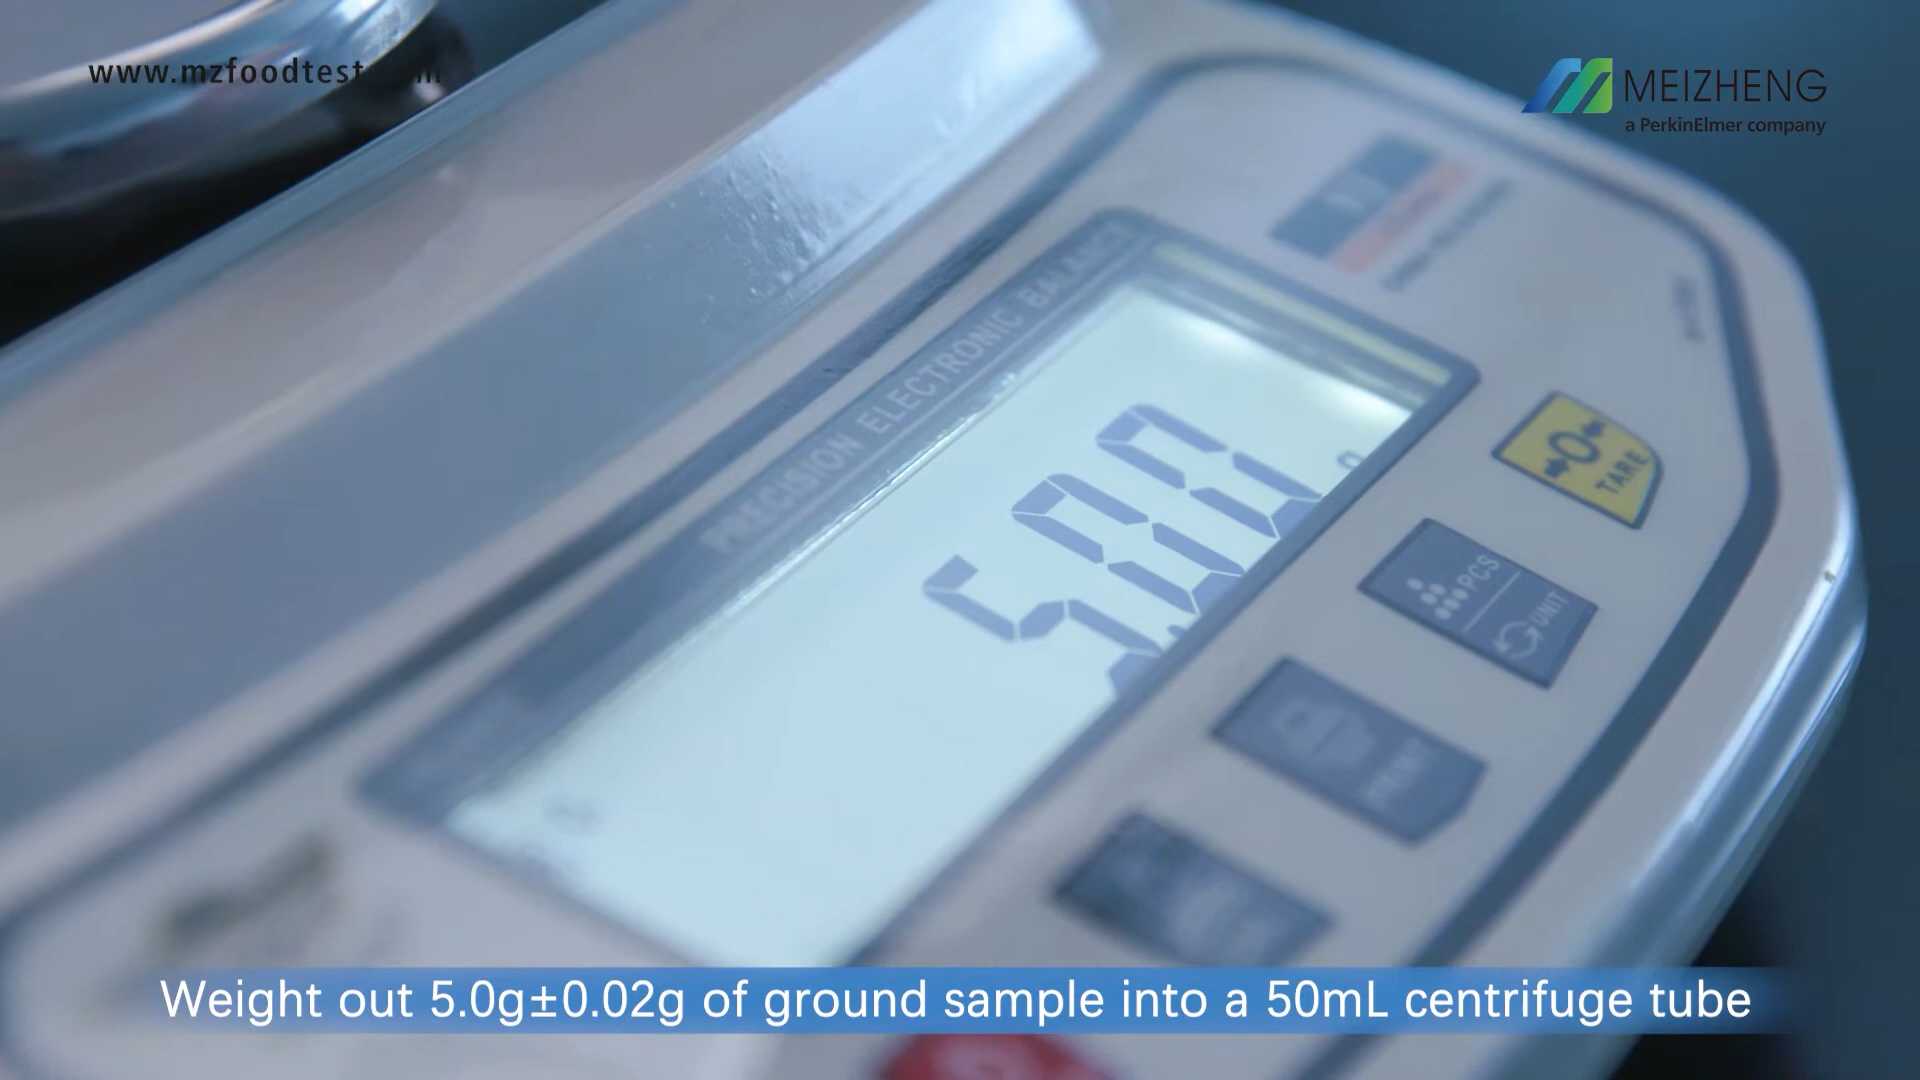 www.mzfoodtest
MEIZHENG
a PerkinElmer company
PRECISION ELECTRONIC BALANCE
5.00
TARE
PCS
UNIT
PRINT
Weight out 5.0g±0.02g of ground sample into a 50mL centrifuge tube